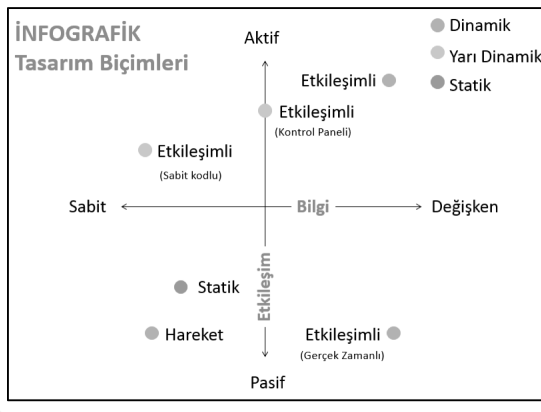 İNFOGRAFİK
Tasarım Biçimleri
Dinamik
Yarı Dinamik
Statik
Aktif
Etkileşimli
Etkileşimli
(Kontrol Paneli)
Etkileşimli
(Sabit kodlu)
Sabit
Bilgi
Değişken
Etkileşim
Statik
Hareket
Etkileşimli
(Gerçek Zamanlı)
Pasif